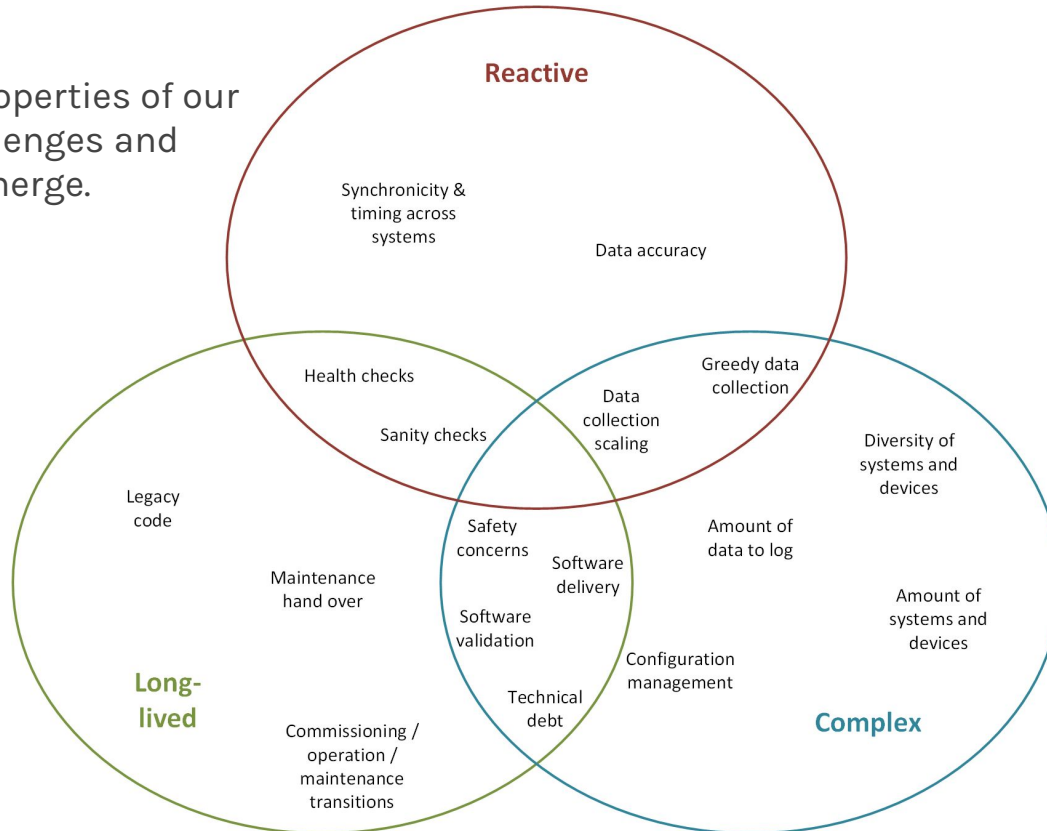 operties of our
lenges and
merge.
Reactive
Synchronicity &
timing across
systems
Data accuracy
Health checks
Sanity checks
Greedy data
collection
Data
collection
scaling
Diversity of
systems and
devices
Legacy
code
Safety
concerns
Amount of
data to log
Maintenance
hand over
Software
delivery
Software
validation
Amount of
systems and
devices
Configuration
management
Long-
lived
Technical
debt
Complex
Commissioning /
operation /
maintenance
transitions